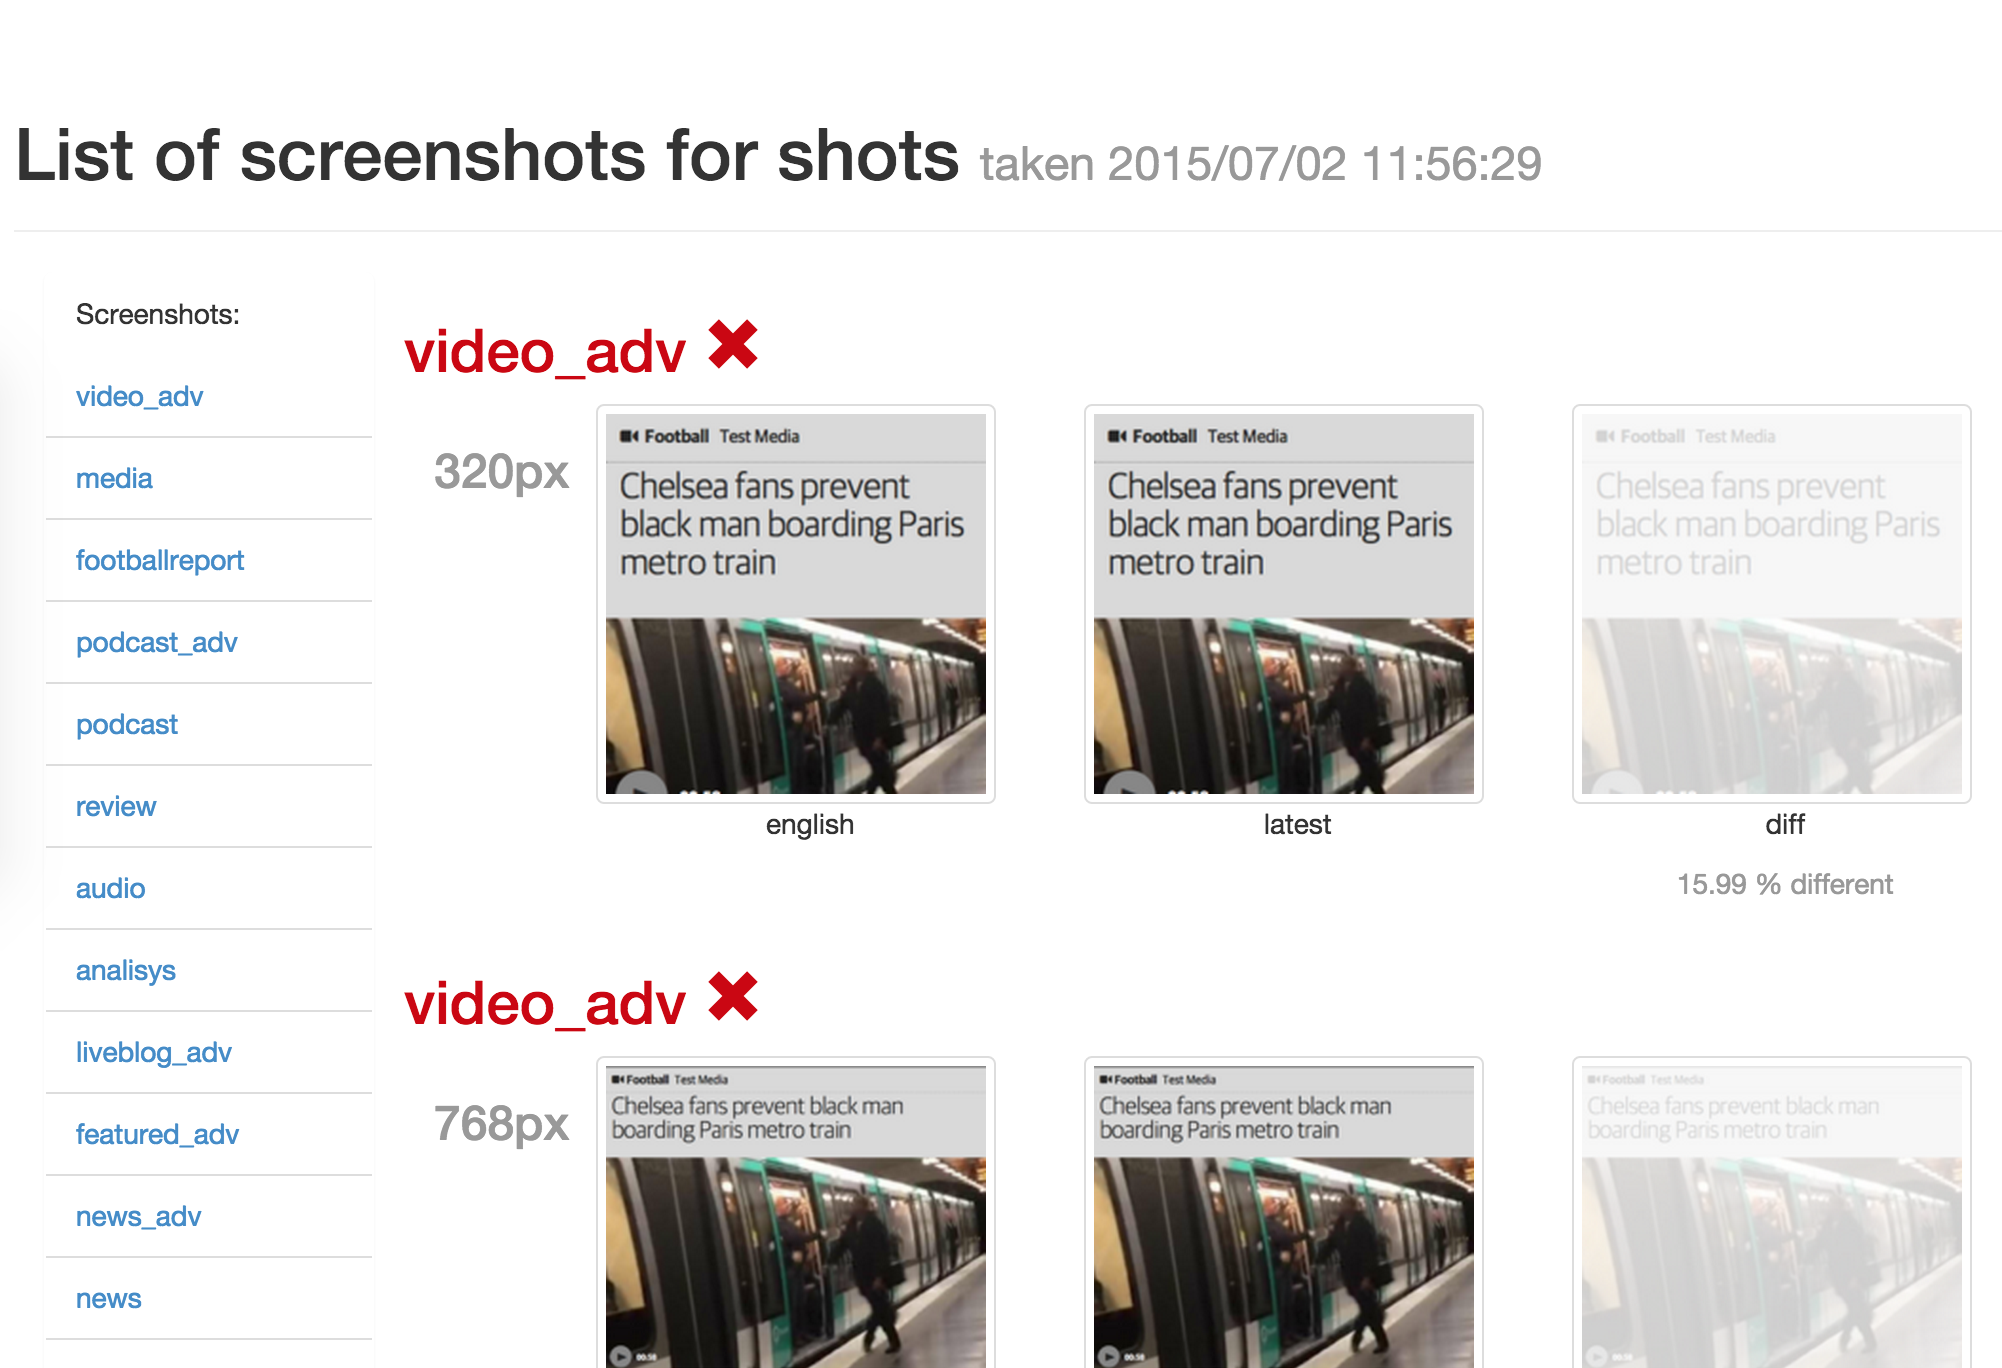 List of screenshots for shots taken 2015/07/02 11:56:29
Screenshots:
video_adv
media
footballreport
podcast_adv
podcast
review
audio
analisys
liveblog_adv
featured_adv
news_adv
news
video_adv ✖
320px
Football Test Media
Chelsea fans prevent
black man boarding Paris
metro train
english
Football Test Media
Chelsea fans prevent
black man boarding Paris
metro train
latest
Football Test Media
Chelsea fans prevent
black man boarding Paris
metro train
diff
15.99 % different
video_adv ✖
768px
Football Test Media
Chelsea fans prevent black man
boarding Paris metro train
00:58
Football Test Media
Chelsea fans prevent black man
boarding Paris metro train
00:58
Football Test Media
Chelsea fans prevent black man
boarding Paris metro train